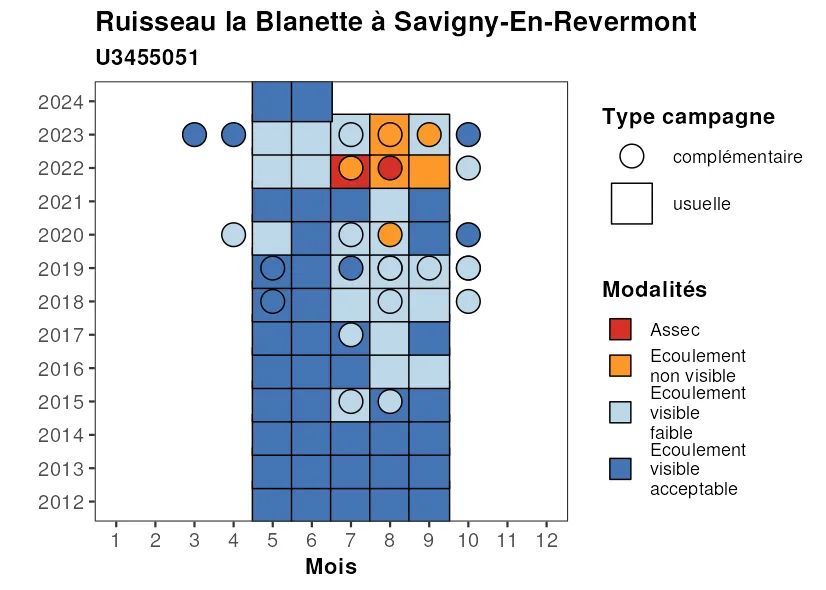 Ruisseau la Blanette à Savigny-En-Revermont
U3455051
2024
2023
2022
2021
2020
2019
2018
2017
2016
2015
2014
2013
2012
1 2 3 4 5 6 7 8 9 10 11 12
Mois
Type campagne
complémentaire
usuelle
Modalités
Assec
Ecoulement
non visible
Ecoulement
visible
faible
Ecoulement
visible
acceptable